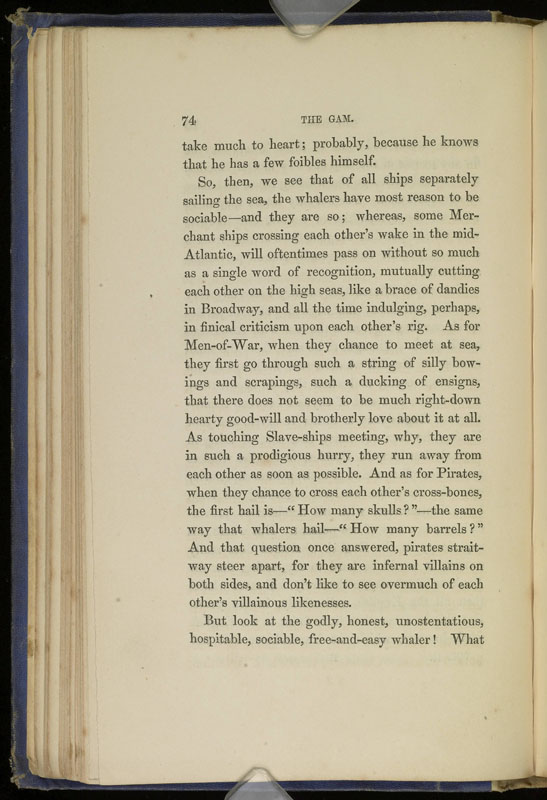 74 THE GAM.
take much to heart; probably, because he knows
that he has a few foibles himself.
So, then, we see that of all ships separately
sailing the sea, the whalers have most reason to be
sociable—and they are so; whereas, some Mer-
chant ships crossing each other's wake in the mid-
Atlantic, will oftentimes pass on without so much
as a single word of recognition, mutually cutting
each other on the high seas, like a brace of dandies
in Broadway, and all the time indulging, perhaps,
in finical criticism upon each other's rig. As for
Men-of-War, when they chance to meet at sea,
they first go through such a string of silly bow-
ings and scrapings, such a ducking of ensigns,
that there does not seem to be much right-down
hearty good-will and brotherly love about it at all.
As touching Slave-ships meeting, why, they are
in such a prodigious hurry, they run away from
each other as soon as possible. And as for Pirates,
when they chance to cross each other's cross-bones,
the first hail is—“How many skulls?”—the same
way that whalers hail—“How many barrels?”
And that question once answered, pirates strait-
way steer apart, for they are infernal villains on
both sides, and don't like to see overmuch of each
other's villainous likenesses.
But look at the godly, honest, unostentatious,
hospitable, sociable, free-and-easy whaler! What